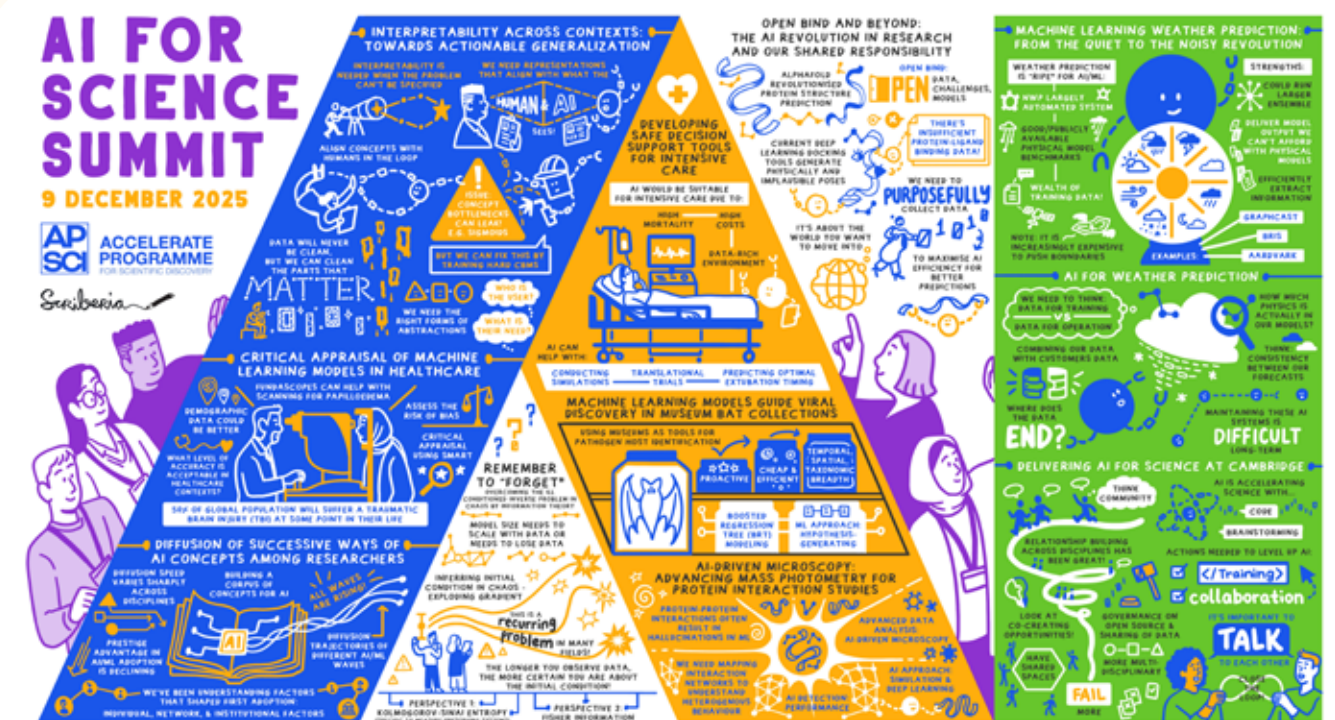 AI FOR
SCIENCE
SUMMIT
9 DECEMBER 2025
AP
SCI
ACCELERATE
PROGRAMME
FOR SCIENTIFIC DISCOVERY
Scriberia
INTERPRETABILITY ACROSS CONTEXTS:
TOWARDS ACTIONABLE GENERALIZATION
INTERPRETABILITY IS
NEEDED WHEN THE PROBLEM
CAN'T BE SPECIFIED
WE NEED REPRESENTATIONS
THAT ALIGN WITH WHAT THE
HUMAN & AI
SEES!
ALIGN CONCEPTS WITH
HUMANS IN THE LOOP
!
ISSUE:
CONCEPT
BOTTLENECKS
CAN LEAK!
E.G. SIGMOIDS
BUT WE CAN FIX THIS BY
TRAINING HARD CBMS
DATA WILL NEVER
BE CLEAN,
BUT WE CAN CLEAN
THE PARTS THAT
MATTER
WE NEED THE
RIGHT FORMS OF
ABSTRACTIONS
WHO IS
THE USER?
WHAT IS
THEIR NEED?
CRITICAL APPRAISAL OF MACHINE
LEARNING MODELS IN HEALTHCARE
FUNDASCOPES CAN HELP WITH
SCANNING FOR PAPILLOEDEMA
DEMOGRAPHIC
DATA COULD
BE BETTER
ASSESS THE
RISK OF BIAS
CRITICAL
APPRAISAL
USING SMART
WHAT LEVEL OF
ACCURACY IS
ACCEPTABLE IN
HEALTHCARE
CONTEXTS?
OF GLOBAL POPULATION WILL SUFFER A TRAUMATIC
BRAIN INJURY (TBI) AT SOME POINT IN THEIR LIFE
DIFFUSION OF SUCCESSIVE WAYS OF
AI CONCEPTS AMONG RESEARCHERS
DIFFUSION SPEED
VARIES SHARPLY
ACROSS
DISCIPLINES
BUILDING A
CORPUS OF
CONCEPTS FOR AI
ALL WAVES
ARE RISING!
AI
PRESTIGE
ADVANTAGE IN
AI/ML ADOPTION
IS DECLINING
DIFFUSION
TRAJECTORIES OF
DIFFERENT AI/ML
WAVES
WE'VE BEEN UNDERSTANDING FACTORS
THAT SHAPED FIRST ADOPTION:
INDIVIDUAL, NETWORK, & INSTITUTIONAL FACTORS
DEVELOPING
SAFE DECISION
SUPPORT TOOLS
FOR INTENSIVE
CARE
AI WOULD BE SUITABLE
FOR INTENSIVE CARE DUE TO:
HIGH
MORTALITY
HIGH
COSTS
DATA-RICH
ENVIRONMENT
AI CAN
HELP WITH:
CONDUCTING
SIMULATIONS
TRANSLATIONAL
TRIALS
PREDICTING OPTIMAL
EXTUBATION TIMING
MACHINE LEARNING MODELS GUIDE VIRAL
DISCOVERY IN MUSEUM BAT COLLECTIONS
USING MUSEUMS AS TOOLS FOR
PATHOGEN HOST IDENTIFICATION
PROACTIVE
CHEAP &
EFFICIENT
TEMPORAL,
SPATIAL,
TAXONOMIC
BREADTH
BOOSTED
REGRESSION
TREE (BRT)
MODELING
ML APPROACH:
HYPOTHESIS-
GENERATING
REMEMBER
TO "FORGET"
MODEL SIZE NEEDS TO
SCALE WITH DATA OR
NEEDS TO LOSE DATA
INFERRING INITIAL
CONDITION IN CHAOS -
EXPLODING GRADIENT
THIS IS A
recurring
problem IN MANY
FIELDS!
THE LONGER YOU OBSERVE DATA,
THE MORE CERTAIN YOU ARE ABOUT
THE INITIAL CONDITION!
PERSPECTIVE 1:
KOLMOGOROV-SINAI ENTROPY
PERSPECTIVE 2:
FISHER INFORMATION
AI-DRIVEN MICROSCOPY:
ADVANCING MASS PHOTOMETRY FOR
PROTEIN INTERACTION STUDIES
PROTEIN-PROTEIN
INTERACTIONS OFTEN
RESULT IN
HALLUCINATIONS IN ML
ADVANCED DATA
ANALYSIS:
AI-DRIVEN MICROSCOPY
WE NEED MAPPING
INTERACTION
NETWORKS TO
UNDERSTAND
HETEROGENEOUS
BEHAVIOUR
AI DETECTION
PERFORMANCE
AI APPROACH:
SIMULATION &
DEEP LEARNING
OPEN BIND AND BEYOND:
THE AI REVOLUTION IN RESEARCH
AND OUR SHARED RESPONSIBILITY
ALPHAFOLD
REVOLUTIONISED
PROTEIN STRUCTURE
PREDICTION
OPEN BIND:
OPEN
DATA,
CHALLENGES,
MODELS
THERE'S
INSUFFICIENT
PROTEIN-LIGAND
BINDING DATA!
CURRENT DEEP
LEARNING DOCKING
TOOLS GENERATE
PHYSICALLY AND
IMPLAUSIBLE POSES
WE NEED TO
PURPOSEFULLY
COLLECT DATA
IT'S ABOUT THE
WORLD YOU WANT
TO MOVE INTO
TO MAXIMISE AI
EFFICIENCY FOR
BETTER
PREDICTIONS
MACHINE LEARNING WEATHER PREDICTION:
FROM THE QUIET TO THE NOISY REVOLUTION
WEATHER PREDICTION
IS "RIPE" FOR AI/ML:
NWP LARGELY
AUTOMATED SYSTEM
GOOD/PUBLICLY
AVAILABLE
PHYSICAL MODEL
BENCHMARKS
WEALTH OF
TRAINING DATA!
NOTE: IT IS
INCREASINGLY EXPENSIVE
TO PUSH BOUNDARIES
STRENGTHS:
COULD RUN
LARGER
ENSEMBLE
DELIVER MODEL
OUTPUT WE
CAN'T AFFORD
WITH PHYSICAL
MODELS
EFFICIENTLY
EXTRACT
INFORMATION
EXAMPLES:
GRAPHCAST
BRIS
AARDVARK
AI FOR WEATHER PREDICTION
WE NEED TO THINK:
DATA FOR TRAINING
VS
DATA FOR OPERATION
COMBINING OUR DATA
WITH CUSTOMERS DATA
WHERE DOES
THE DATA
END?
HOW MUCH
PHYSICS IS
ACTUALLY IN
OUR MODELS?
THINK:
CONSISTENCY
BETWEEN OUR
FORECASTS
MAINTAINING THESE AI
SYSTEMS IS
DIFFICULT
LONG-TERM
DELIVERING AI FOR SCIENCE AT CAMBRIDGE
THINK
COMMUNITY
AI IS ACCELERATING
SCIENCE WITH...
CODE
BRAINSTORMING
RELATIONSHIP BUILDING
ACROSS DISCIPLINES HAS
BEEN GREAT!
ACTIONS NEEDED TO LEVEL UP AI:
</Training>
collaboration
LOOK AT
CO-CREATING
OPPORTUNITIES!
GOVERNANCE ON
OPEN SOURCE &
SHARING OF DATA
HAVE
SHARED
SPACES
MORE MULTI-
DISCIPLINARY
FAIL
MORE
IT'S IMPORTANT TO
TALK
TO EACH OTHER
CLOSE
THE
LOOP!